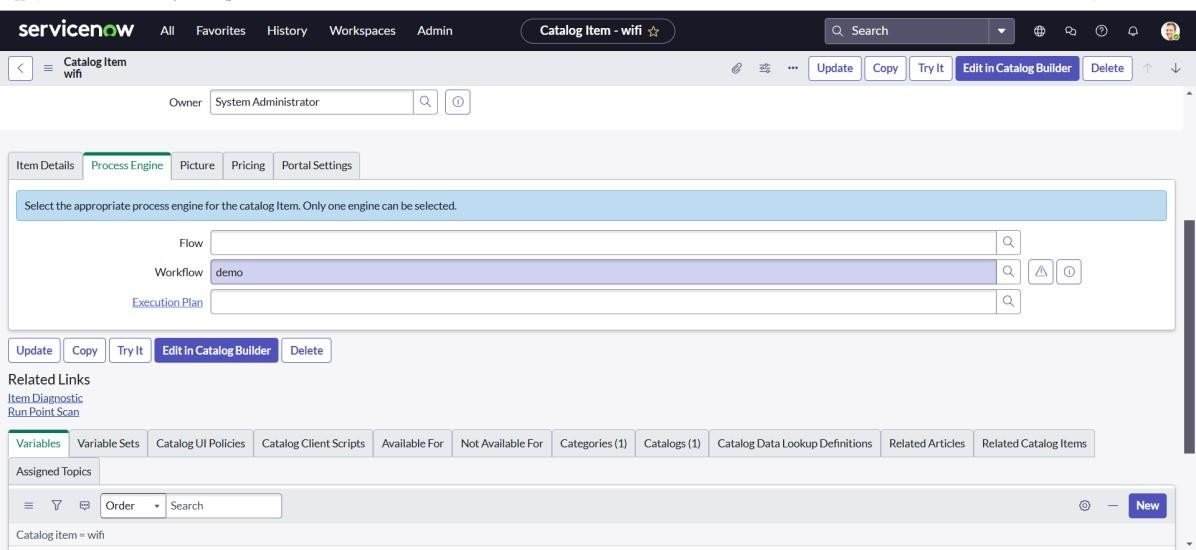 servicenow All Favorites History Workspaces Admin Catalog Item - wifi Search
Catalog Item
wifi
Update Copy Try It Edit in Catalog Builder Delete
Owner System Administrator
Item Details Process Engine Picture Pricing Portal Settings
Select the appropriate process engine for the catalog Item. Only one engine can be selected.
Flow
Workflow demo
Execution Plan
Update Copy Try It Edit in Catalog Builder Delete
Related Links
Item Diagnostic
Run Point Scan
Variables Variable Sets Catalog UI Policies Catalog Client Scripts Available For Not Available For Categories (1) Catalogs (1) Catalog Data Lookup Definitions Related Articles Related Catalog Items
Assigned Topics
Order Search New
Catalog item = wifi